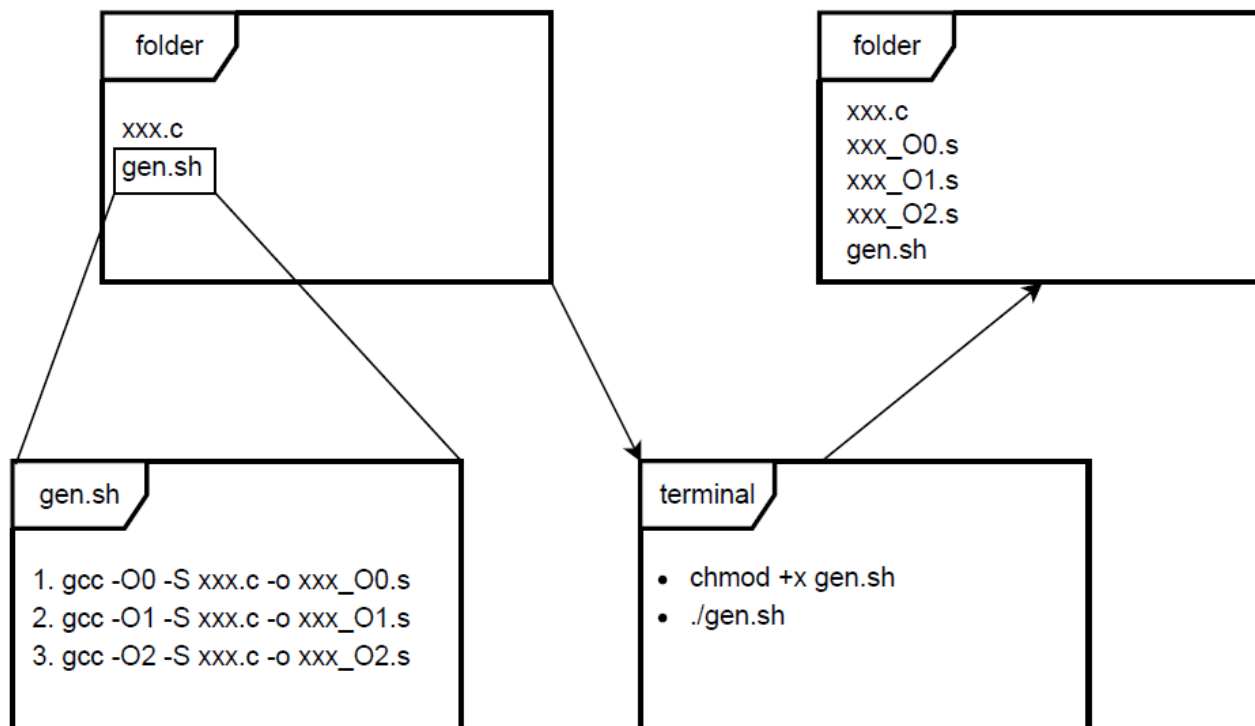 folder
xxx.c
gen.sh
folder
xxx.c
xxx_O0.s
xxx_O1.s
xxx_O2.s
gen.sh
gen.sh
1. gcc -O0 -S xxx.c -o xxx_O0.s
2. gcc -O1 -S xxx.c -o xxx_O1.s
3. gcc -O2 -S xxx.c -o xxx_O2.s
terminal
• chmod +x gen.sh
• ./gen.sh